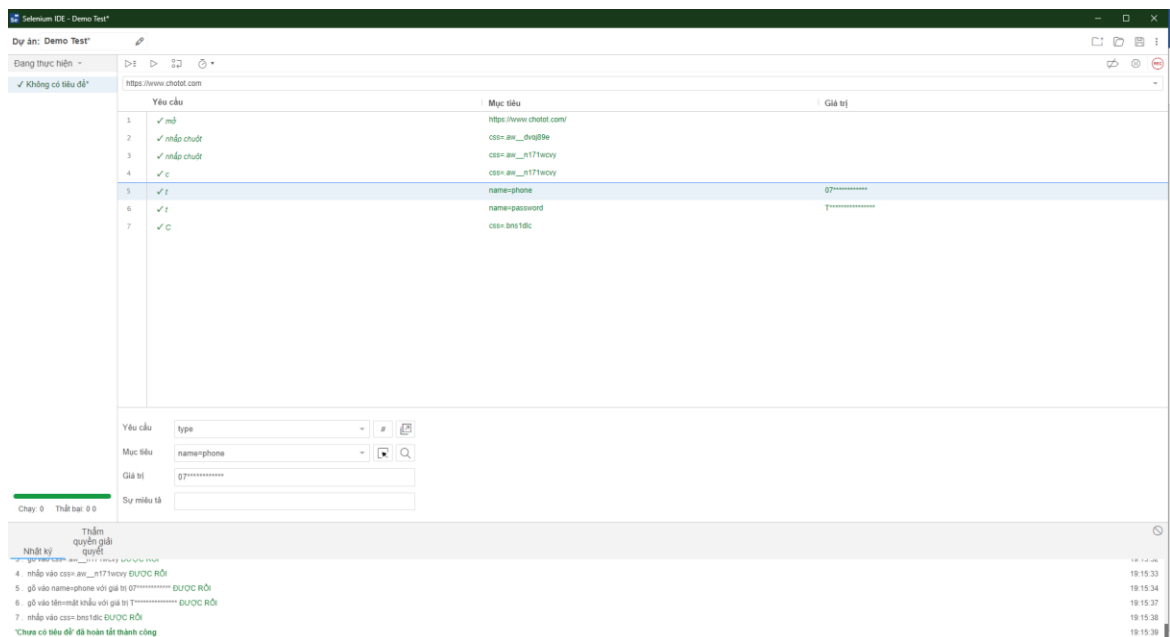 Selenium IDE - Demo Test*
Dự án: Demo Test*
Đang thực hiện
✓ Không có tiêu đề*
https://www.chotot.com
Yêu cầu Mục tiêu Giá trị
1 ✓ mở https://www.chotot.com/
2 ✓ nhấp chuột css=.aw__dvoj89e
3 ✓ nhấp chuột css=.aw__n171wcvy
4 ✓ c css=.aw__n171wcvy
5 ✓ t name=phone 07************
6 ✓ t name=password T****************
7 ✓ C css=.bns1dlc
Yêu cầu type
Mục tiêu name=phone
Giá trị 07************
Sự miêu tả
Chạy: 0 Thất bại: 0 0
REC
Nhật ký
Thẩm quyền giải quyết
4 . nhấp vào css=.aw__n171wcvy ĐƯỢC RỒI 19:15:33
5 . gõ vào name=phone với giá trị 07************ ĐƯỢC RỒI 19:15:34
6 . gõ vào tên=mật khẩu với giá trị T**************** ĐƯỢC RỒI 19:15:37
7 . nhấp vào css=.bns1dlc ĐƯỢC RỒI 19:15:38
'Chưa có tiêu đề' đã hoàn tất thành công 19:15:39